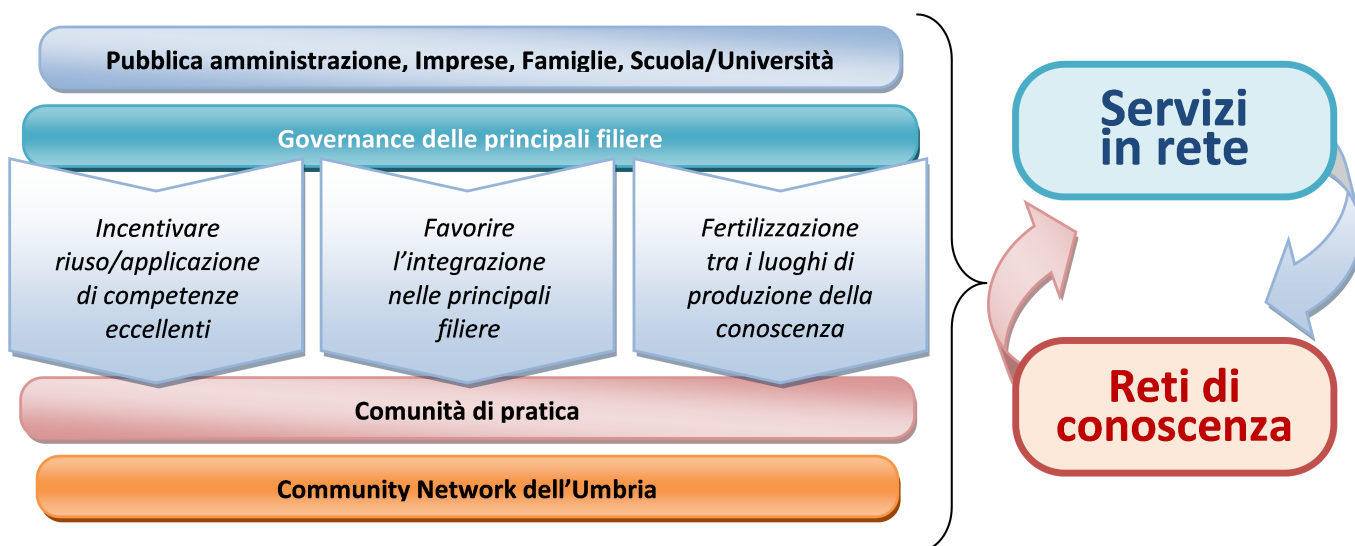 Pubblica amministrazione, Imprese, Famiglie, Scuola/Università
Governance delle principali filiere
Incentivare
riuso/applicazione
di competenze
eccellenti
Favorire
l’integrazione
nelle principali
filiere
Fertilizzazione
tra i luoghi di
produzione della
conoscenza
Comunità di pratica
Community Network dell’Umbria
Servizi
in rete
Reti di
conoscenza